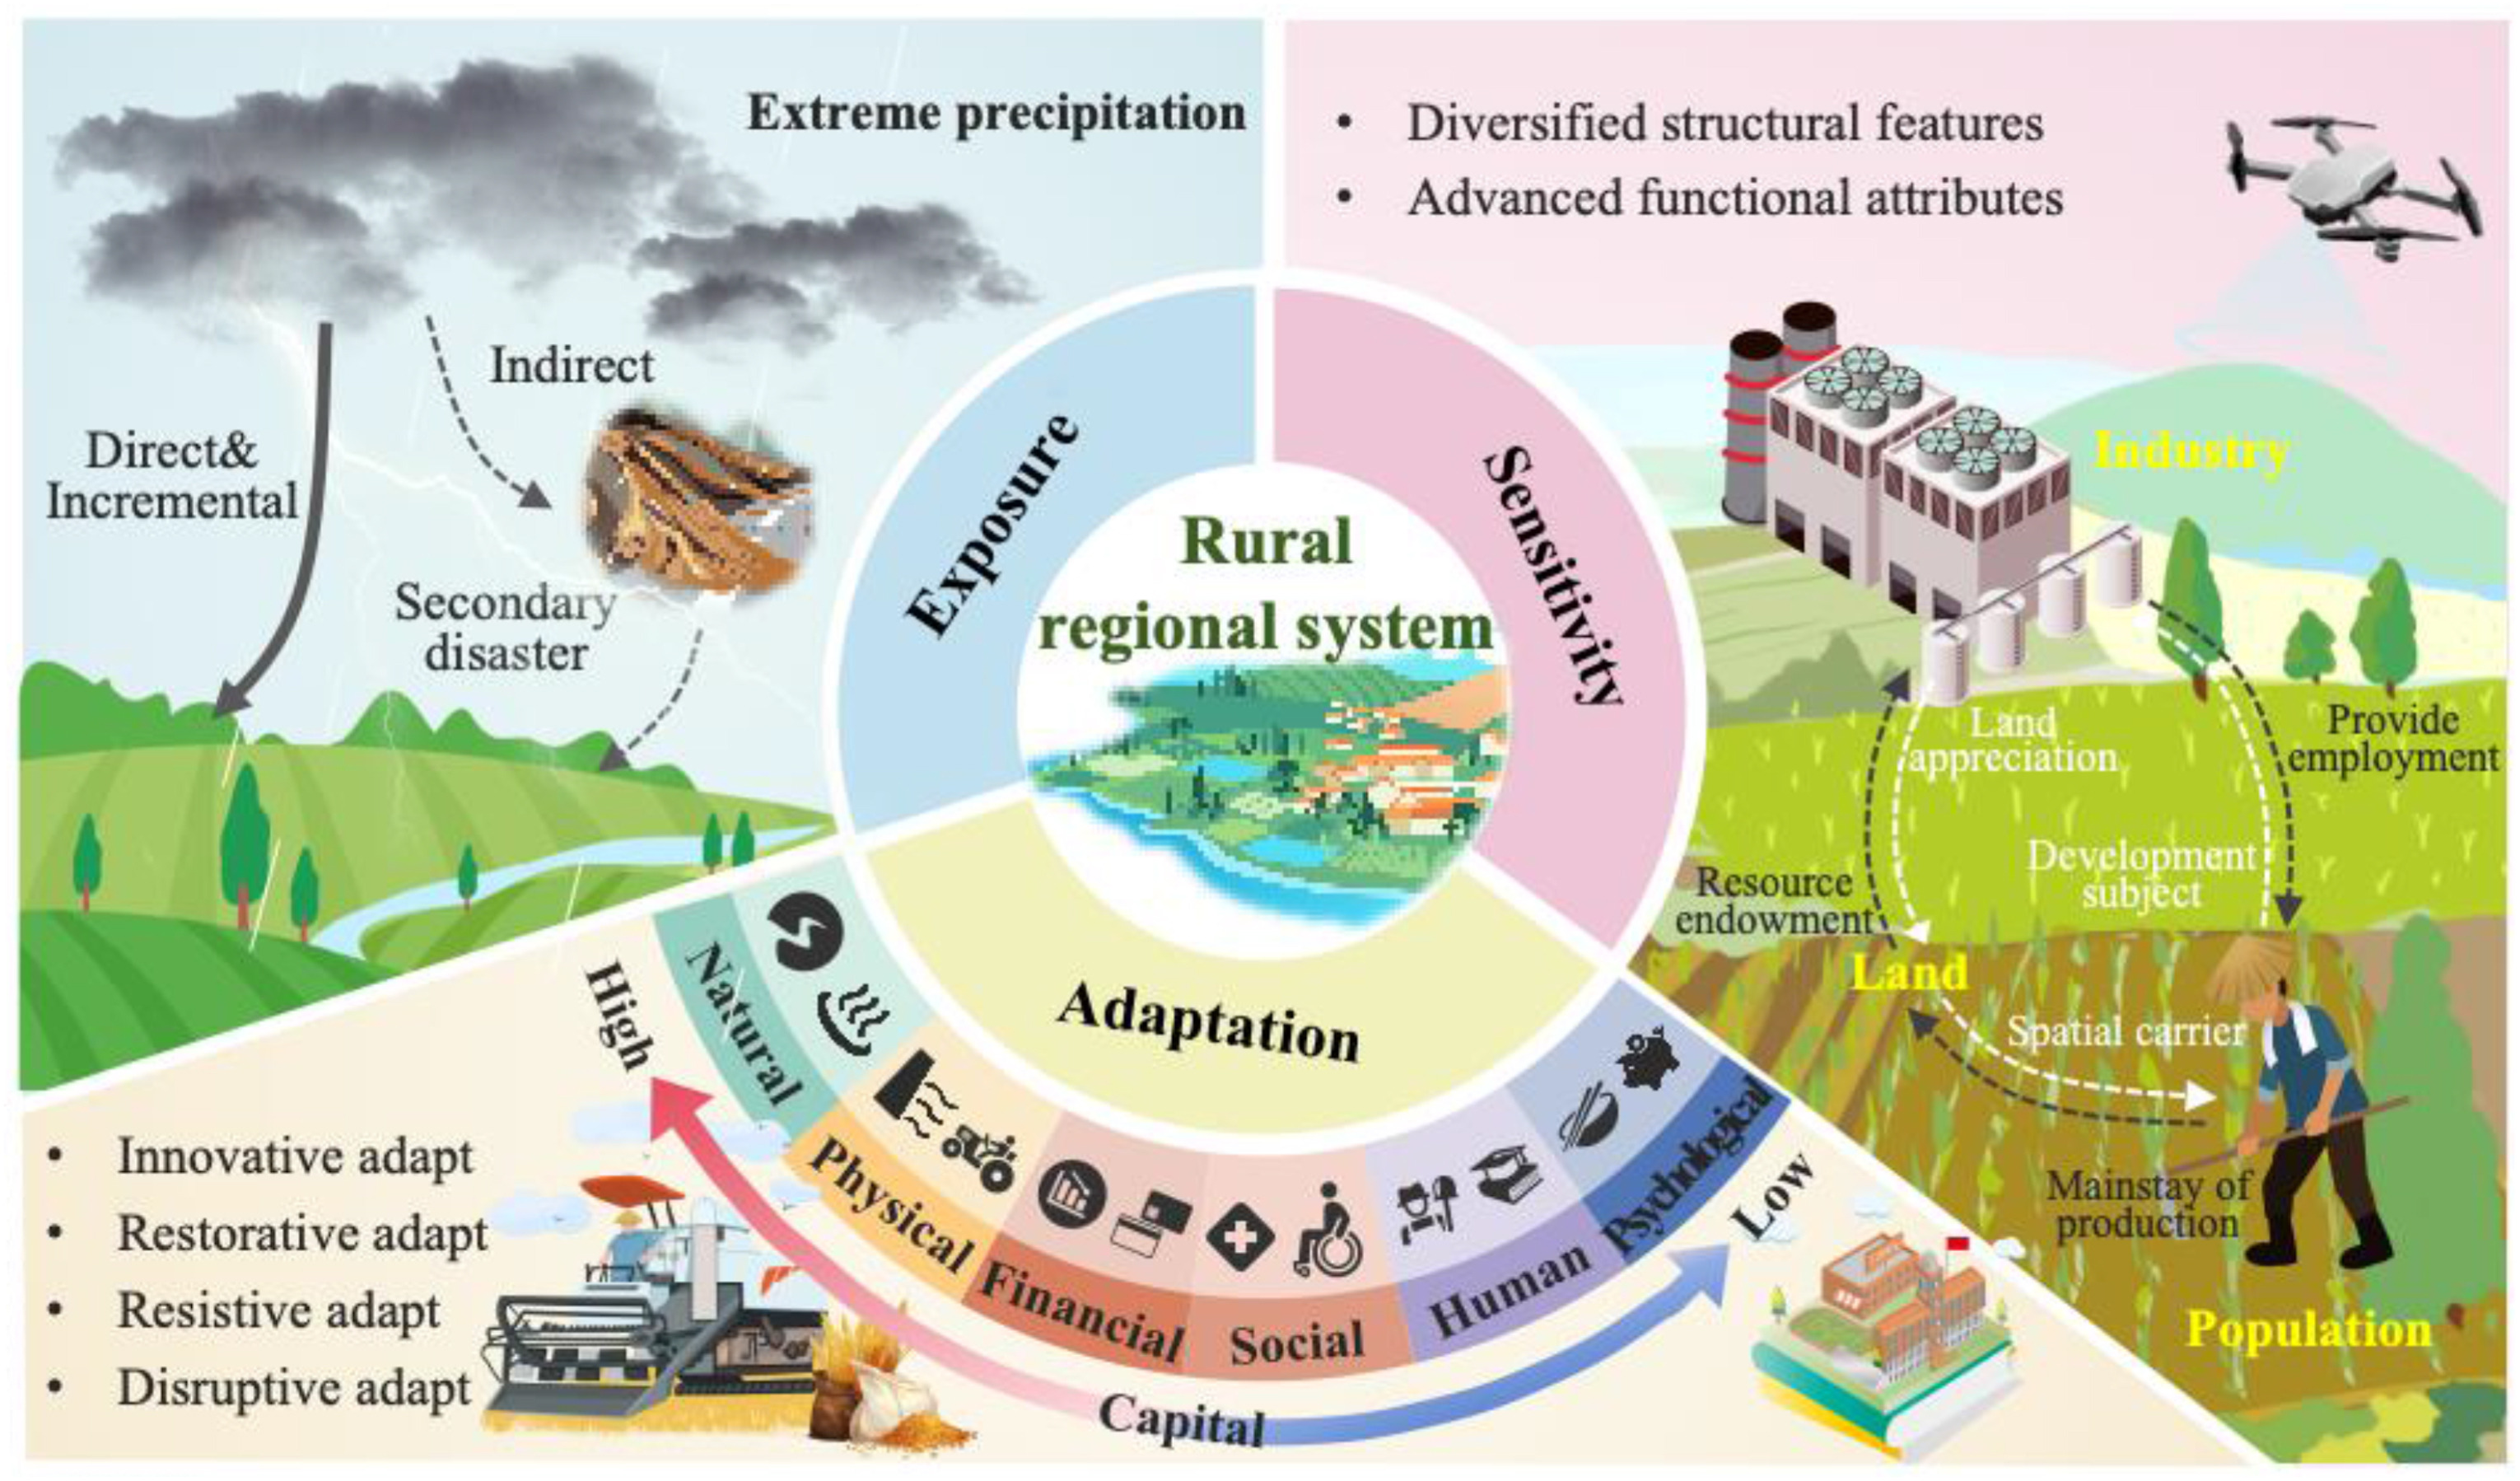 Extreme precipitation
Indirect
Direct&
Incremental
Secondary
disaster
Exposure
• Diversified structural features
• Advanced functional attributes
Sensitivity
Industry
Land
appreciation
Provide
employment
Development
subject
Resource
endowment
Land
Spatial carrier
Mainstay of
production
Population
Rural
regional system
Adaptation
High
Natural
Physical
Financial
Social
Human
Psychological
Low
Capital
• Innovative adapt
• Restorative adapt
• Resistive adapt
• Disruptive adapt